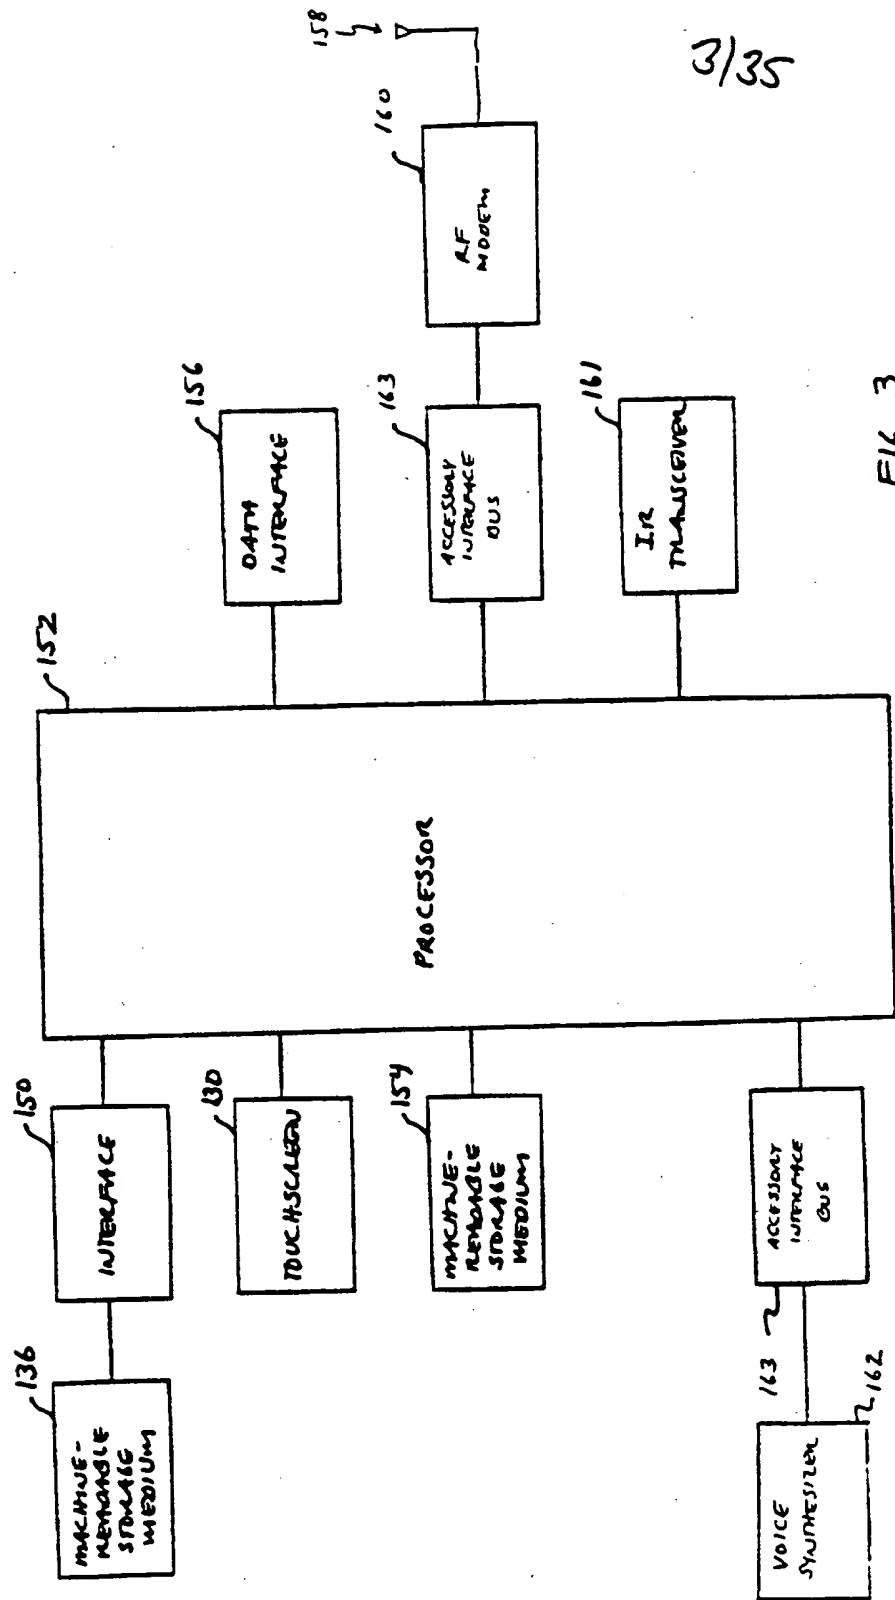 3/35
158
160
RF
MODEM
156
DATA
INTERFACE
163
ACCESSORY
INTERFACE
BUS
161
IR
TRANSCEIVER
152
PROCESSOR
150
INTERFACE
130
TOUCHSCREEN
154
MACHINE-
READABLE
STORAGE
MEDIUM
ACCESSORY
INTERFACE
BUS
163
136
MACHINE-
READABLE
STORAGE
MEDIUM
162
VOICE
SYNTHESIZER
FIG. 3